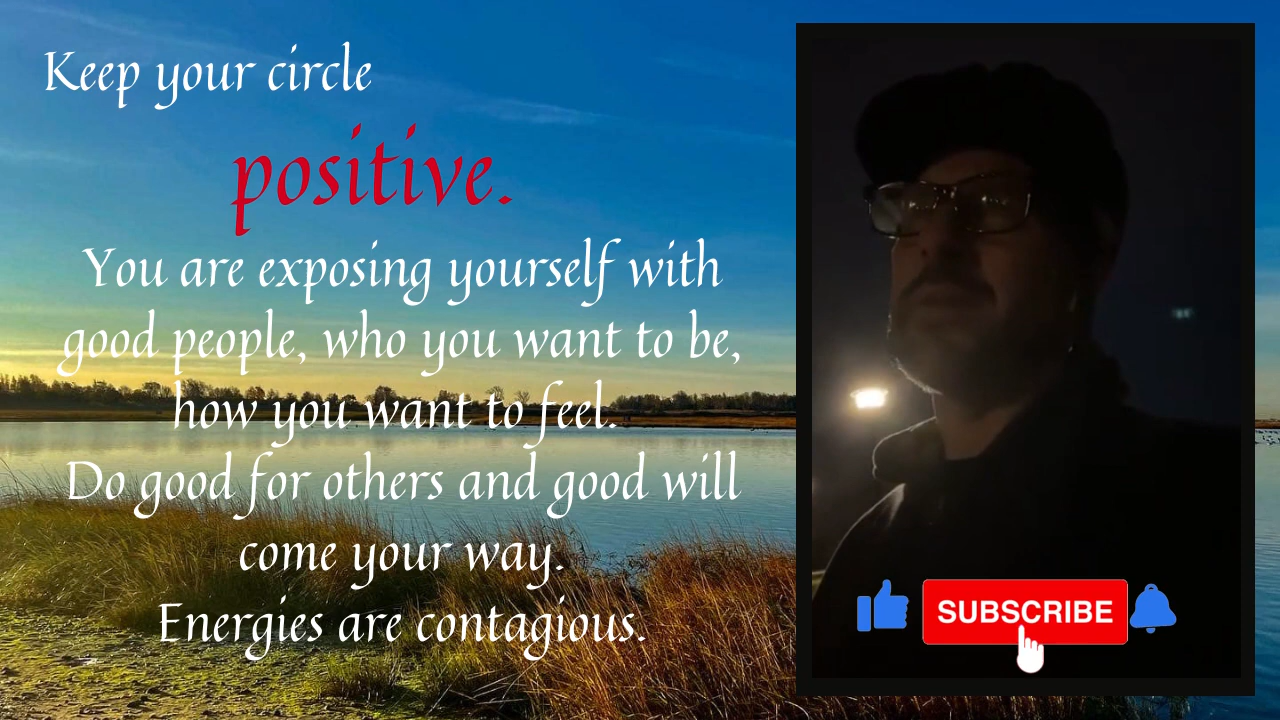 Keep your circle
positive.
You are exposing yourself with
good people, who you want to be,
how you want to feel.
Do good for others and good will
come your way.
Energies are contagious.
SUBSCRIBE